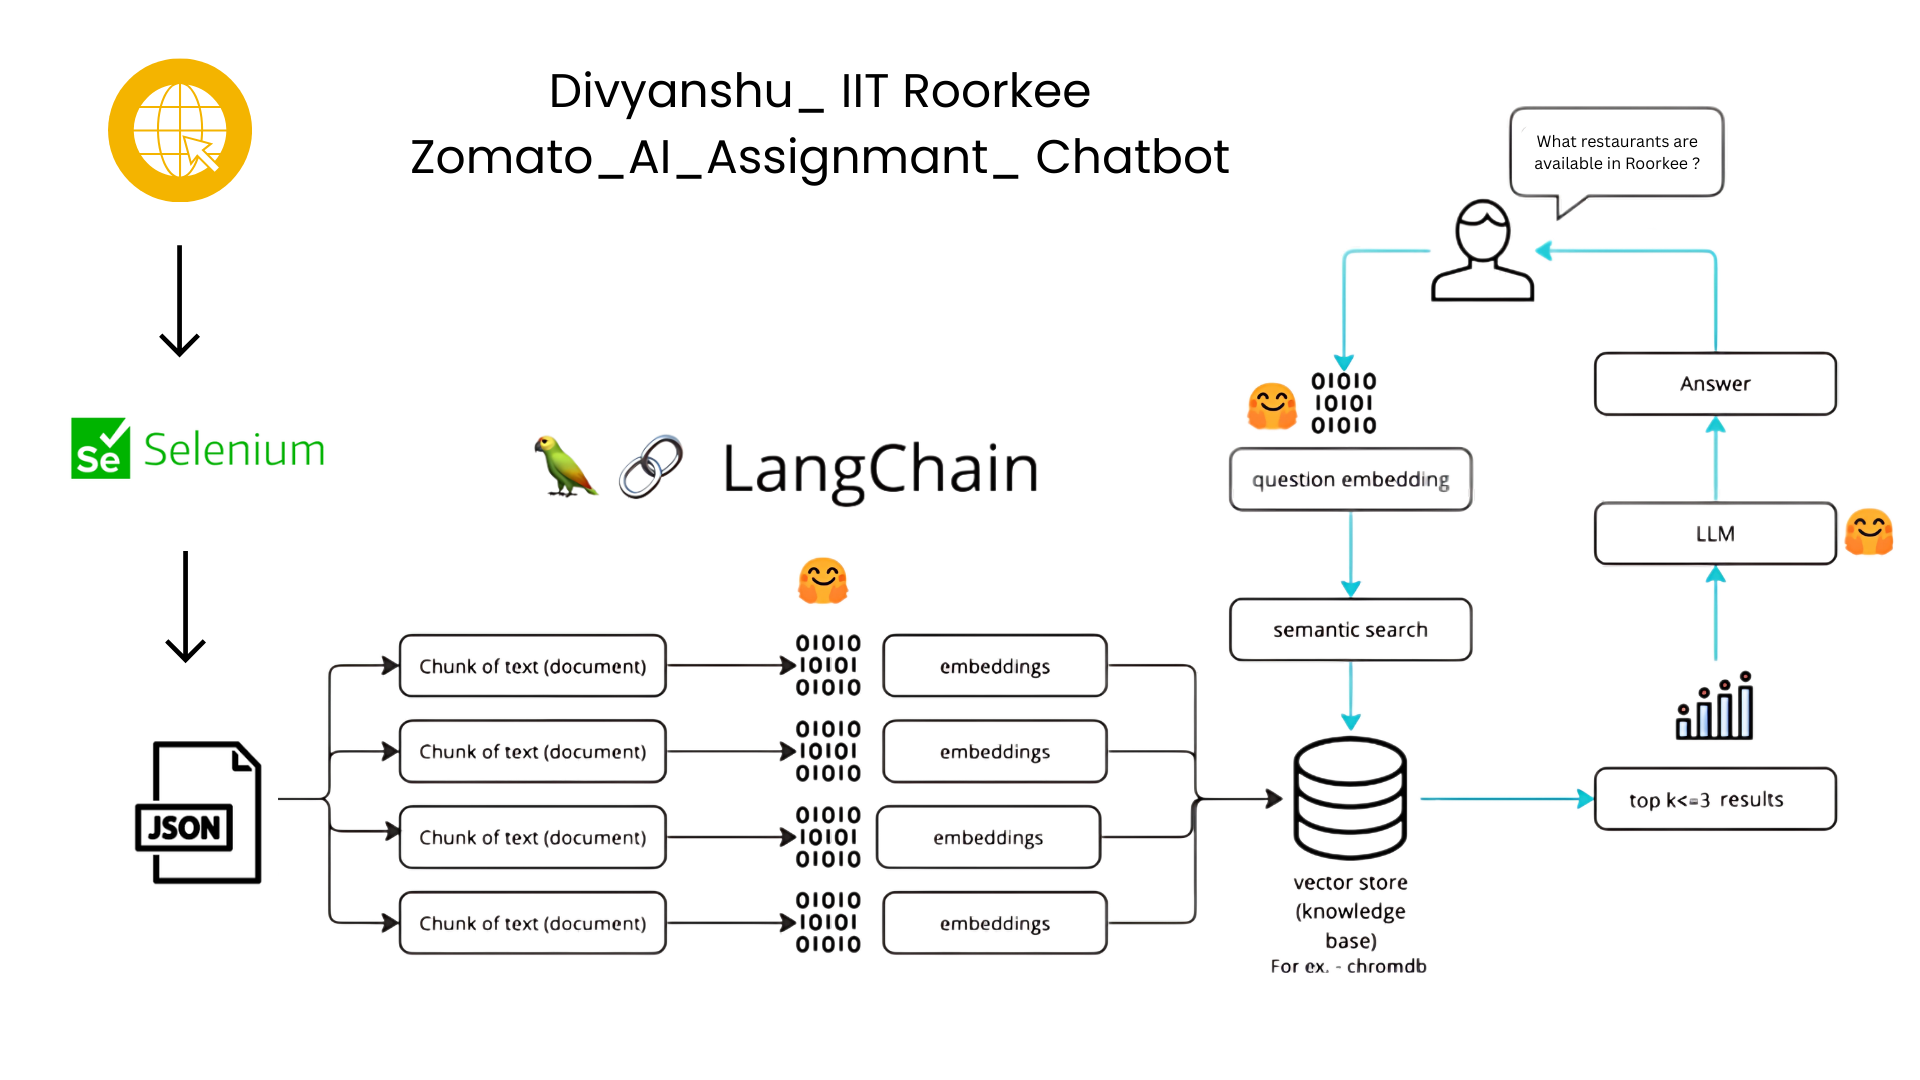 Divyanshu_ IIT Roorkee
Zomato_AI_Assignmant_ Chatbot
What restaurants are
available in Roorkee ?
Se Selenium
LangChain
01010
10101
01010
question embedding
semantic search
Answer
LLM
JSON
Chunk of text (document)
01010
10101
01010
embeddings
Chunk of text (document)
01010
10101
01010
embeddings
Chunk of text (document)
01010
10101
01010
embeddings
Chunk of text (document)
01010
10101
01010
embeddings
vector store
(knowledge
base)
For ex. - chromdb
top k<=3 results